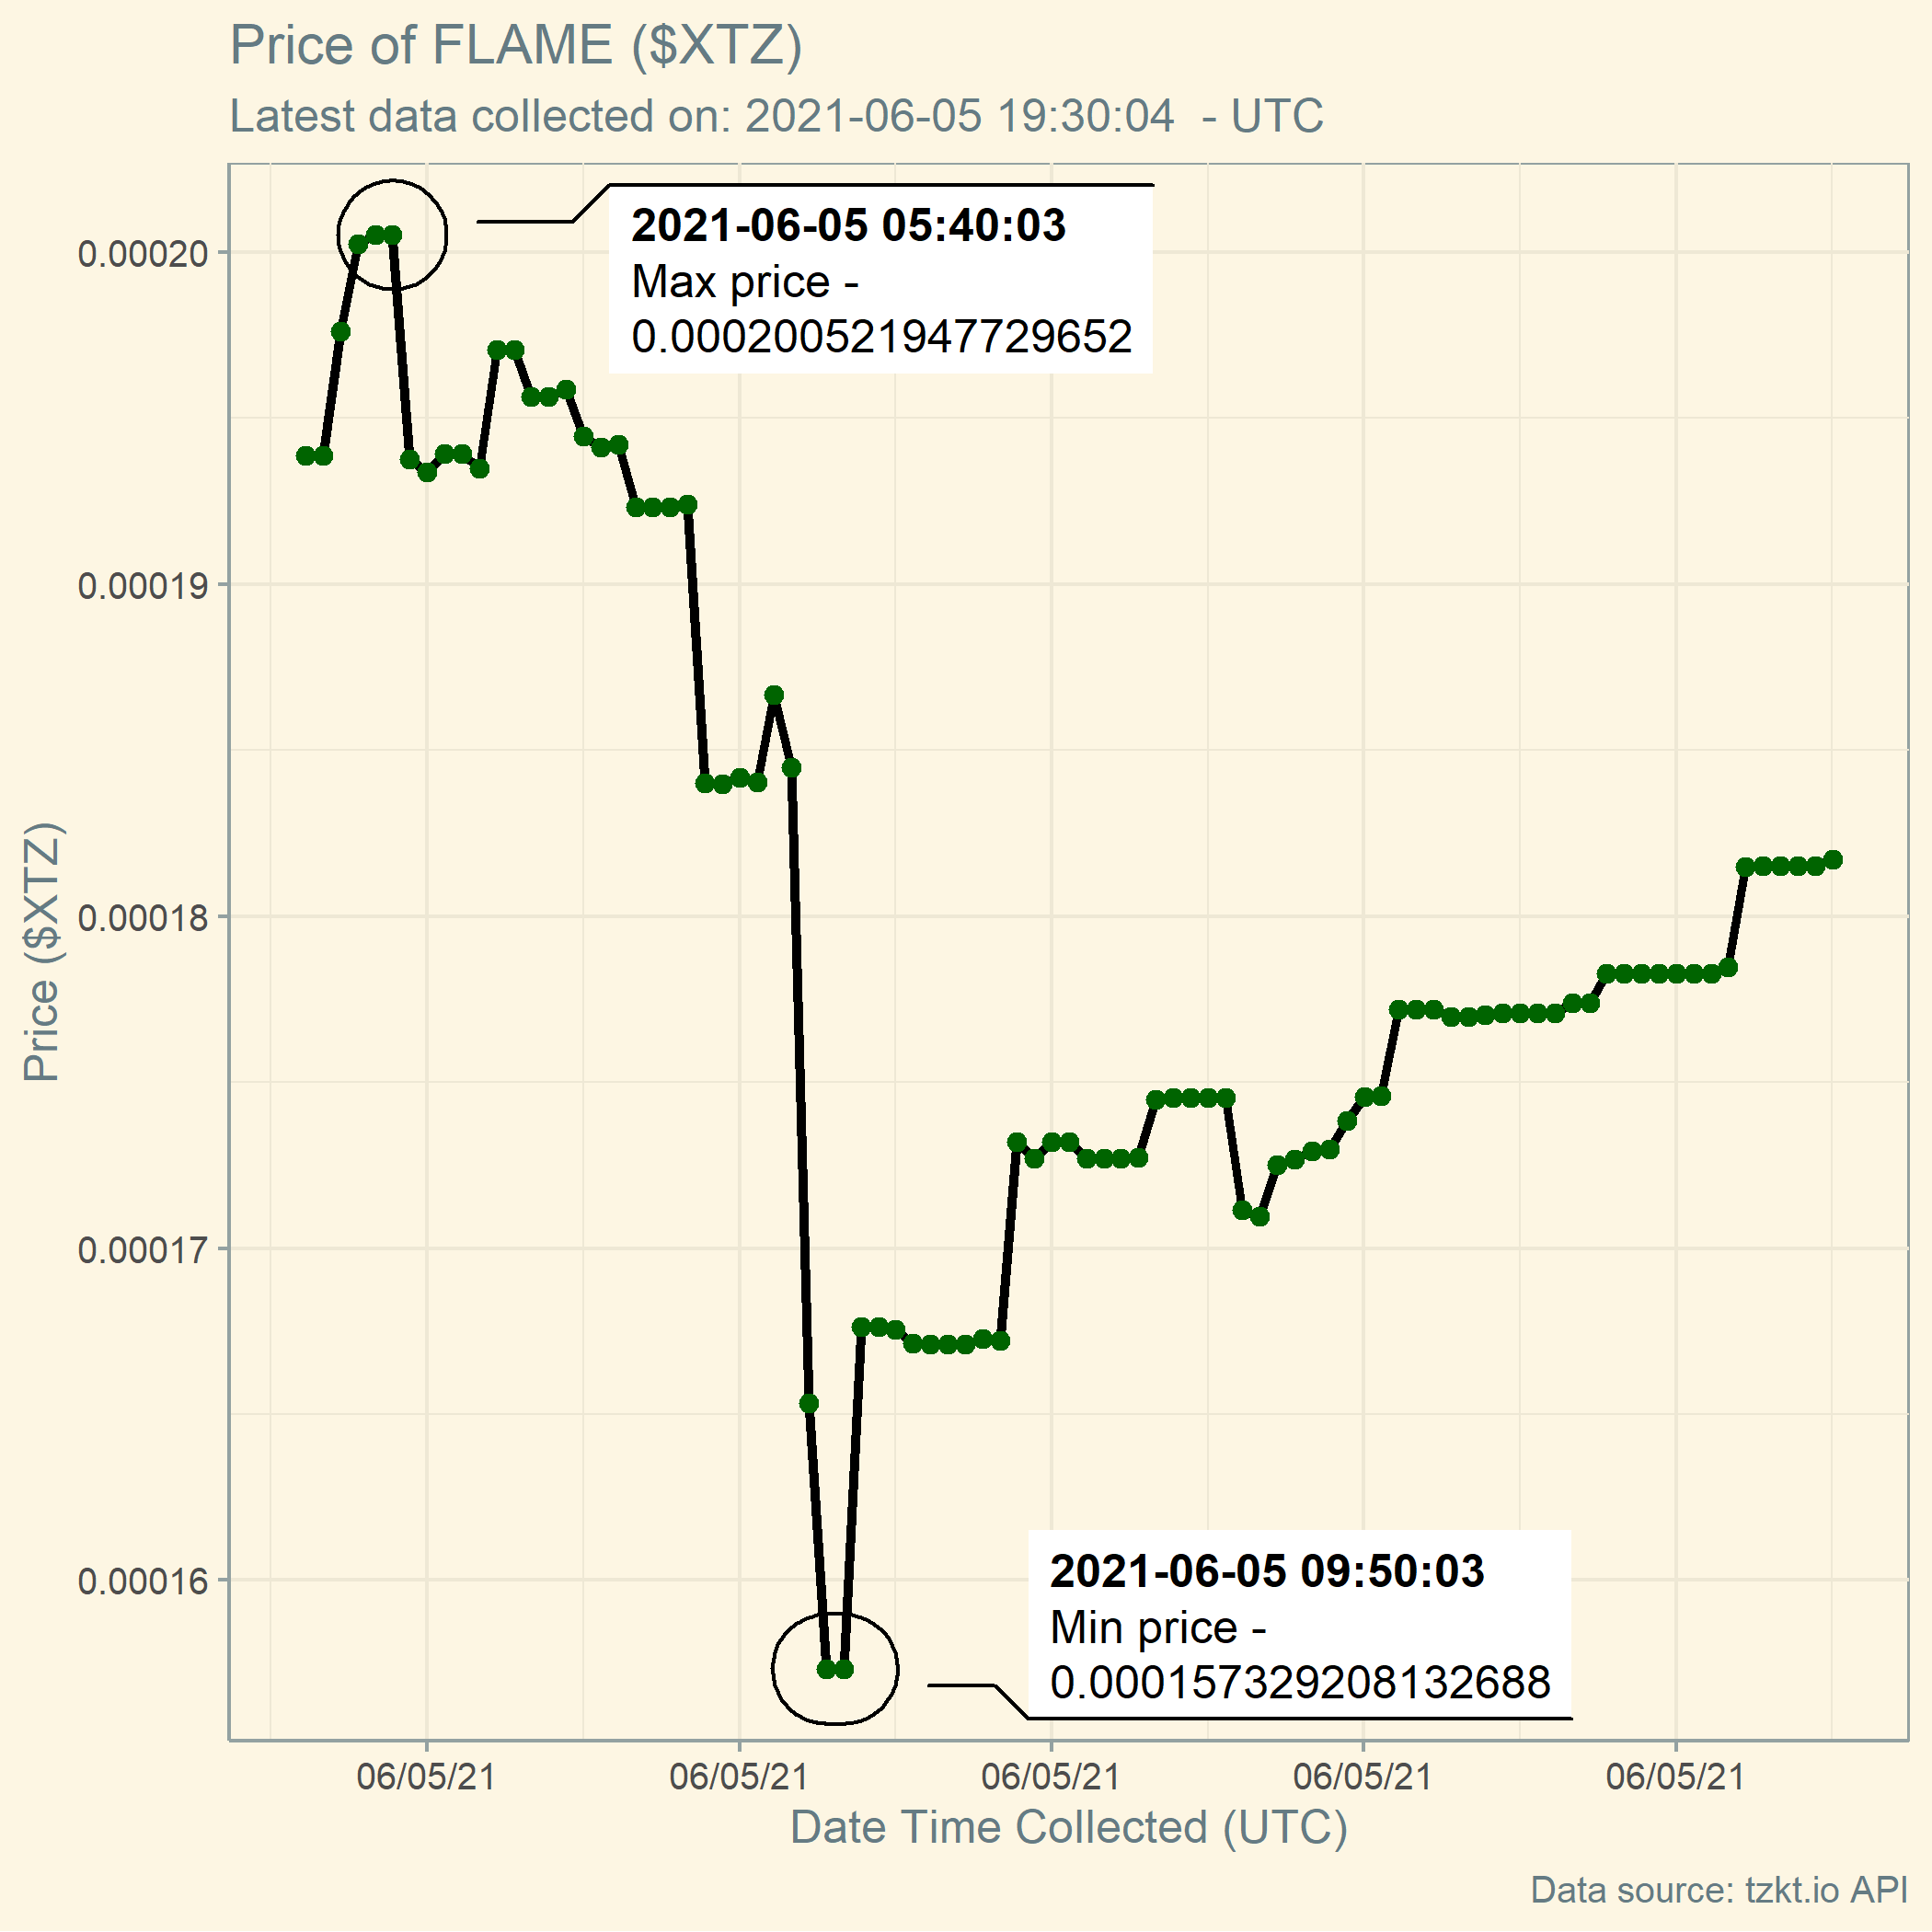 Price of FLAME ($XTZ)
Latest data collected on: 2021-06-05 19:30:04  - UTC
2021-06-05 05:40:03
Max price -
0.000200521947729652
0.00020
0.00019
0.00018
0.00017
0.00016
Price ($XTZ)
2021-06-05 09:50:03
Min price -
0.000157329208132688
06/05/21 06/05/21 06/05/21 06/05/21 06/05/21
Date Time Collected (UTC)
Data source: tzkt.io API